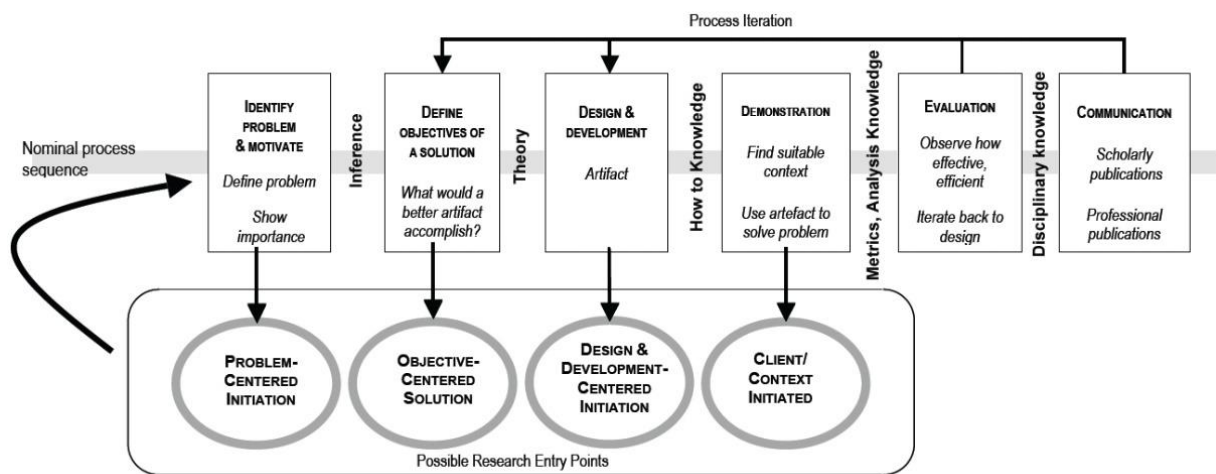 Process Iteration
Nominal process
sequence
IDENTIFY
PROBLEM
& MOTIVATE
Define problem
Show
importance
Inference
DEFINE
OBJECTIVES OF
A SOLUTION
What would a
better artifact
accomplish?
Theory
DESIGN &
DEVELOPMENT
Artifact
How to Knowledge
DEMONSTRATION
Find suitable
context
Use artefact to
solve problem
Metrics, Analysis Knowledge
EVALUATION
Observe how
effective,
efficient
Iterate back to
design
Disciplinary knowledge
COMMUNICATION
Scholarly
publications
Professional
publications
PROBLEM-
CENTERED
INITIATION
OBJECTIVE-
CENTERED
SOLUTION
DESIGN &
DEVELOPMENT-
CENTERED
INITIATION
CLIENT/
CONTEXT
INITIATED
Possible Research Entry Points